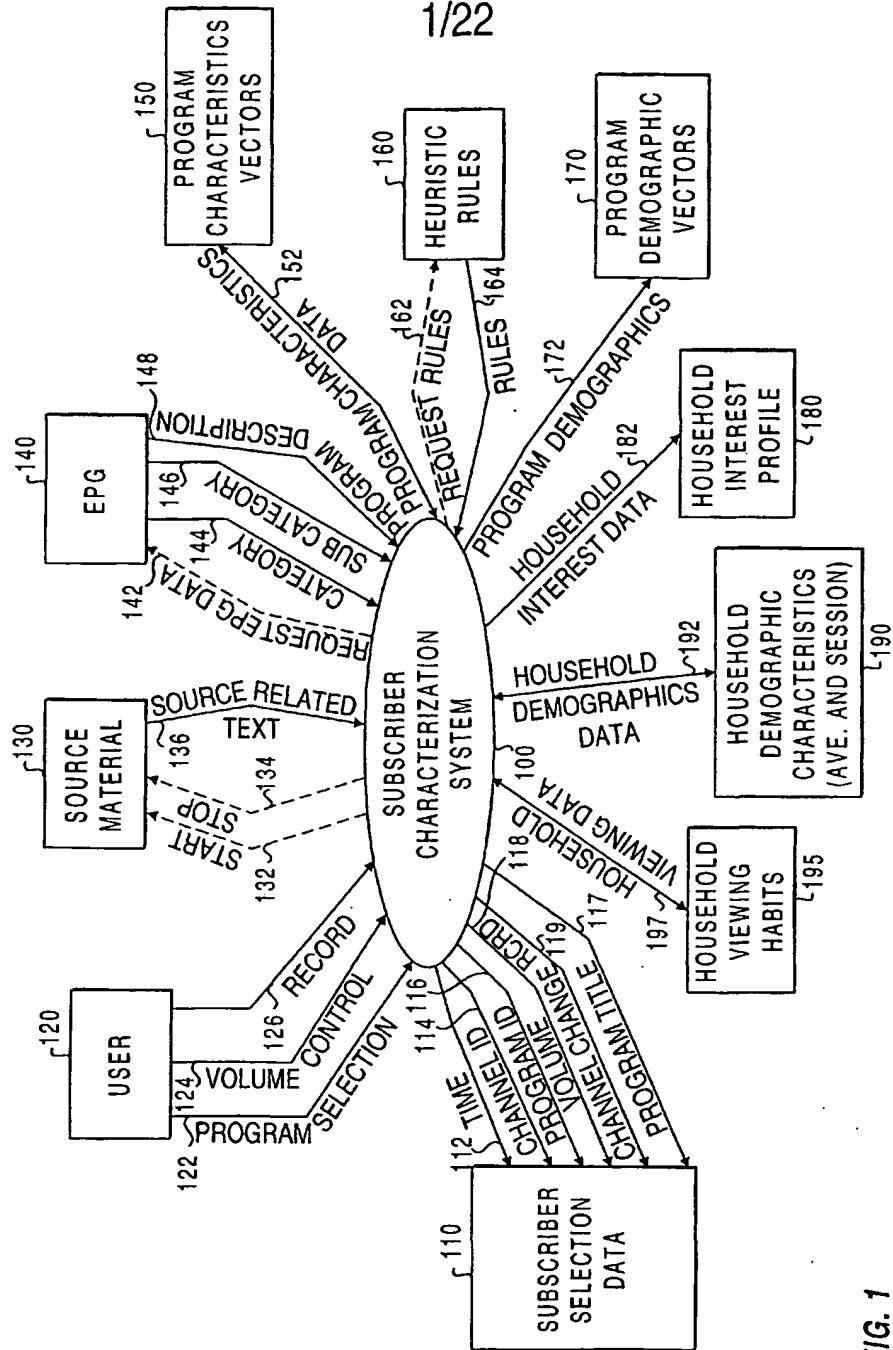 1/22
120
USER
122
PROGRAM
SELECTION
124
VOLUME
CONTROL
126
RECORD
130
SOURCE
MATERIAL
START
132
STOP
134
136
SOURCE RELATED
TEXT
140
EPG
142
REQUEST EPG DATA
144
CATEGORY
146
SUB CATEGORY
148
PROGRAM
DESCRIPTION
150
PROGRAM
CHARACTERISTICS
VECTORS
152
PROGRAM CHARACTERISTICS
DATA
160
HEURISTIC
RULES
162
REQUEST RULES
164
RULES
170
PROGRAM
DEMOGRAPHIC
VECTORS
172
PROGRAM DEMOGRAPHICS
180
HOUSEHOLD
INTEREST
PROFILE
182
HOUSEHOLD
INTEREST DATA
190
HOUSEHOLD
DEMOGRAPHIC
CHARACTERISTICS
(AVE. AND SESSION)
192
HOUSEHOLD
DEMOGRAPHICS
DATA
195
HOUSEHOLD
VIEWING
HABITS
197
HOUSEHOLD
VIEWING DATA
SUBSCRIBER
CHARACTERIZATION
SYSTEM
100
110
SUBSCRIBER
SELECTION
DATA
112
TIME
114
CHANNEL ID
116
PROGRAM ID
118
VOLUME CHANGE RCRD
119
CHANNEL CHANGE
117
PROGRAM TITLE
IG. 1